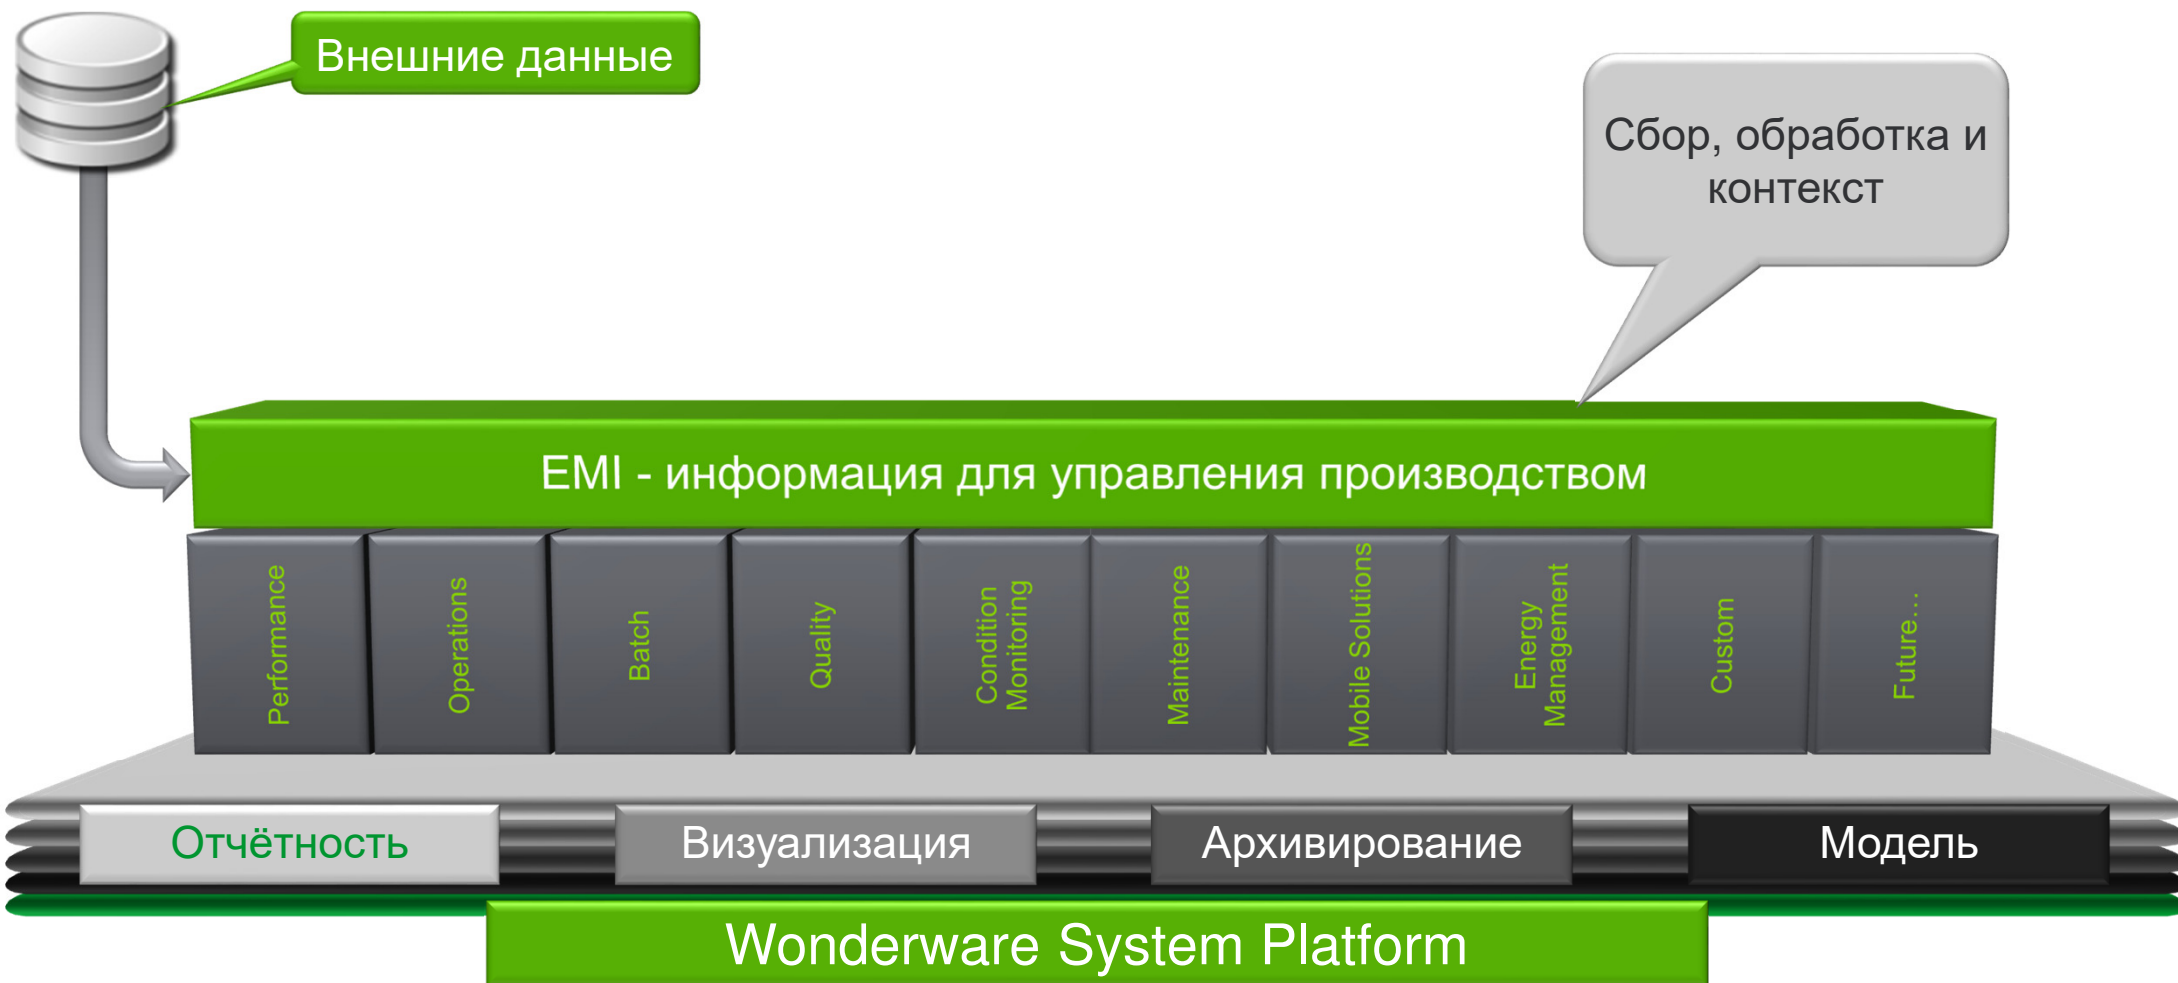 Внешние данные
Сбор, обработка и
контекст
EMI - информация для управления производством
Performance
Operations
Batch
Quality
Condition
Monitoring
Maintenance
Mobile Solutions
Energy
Management
Custom
Future...
Отчётность
Визуализация
Архивирование
Модель
Wonderware System Platform